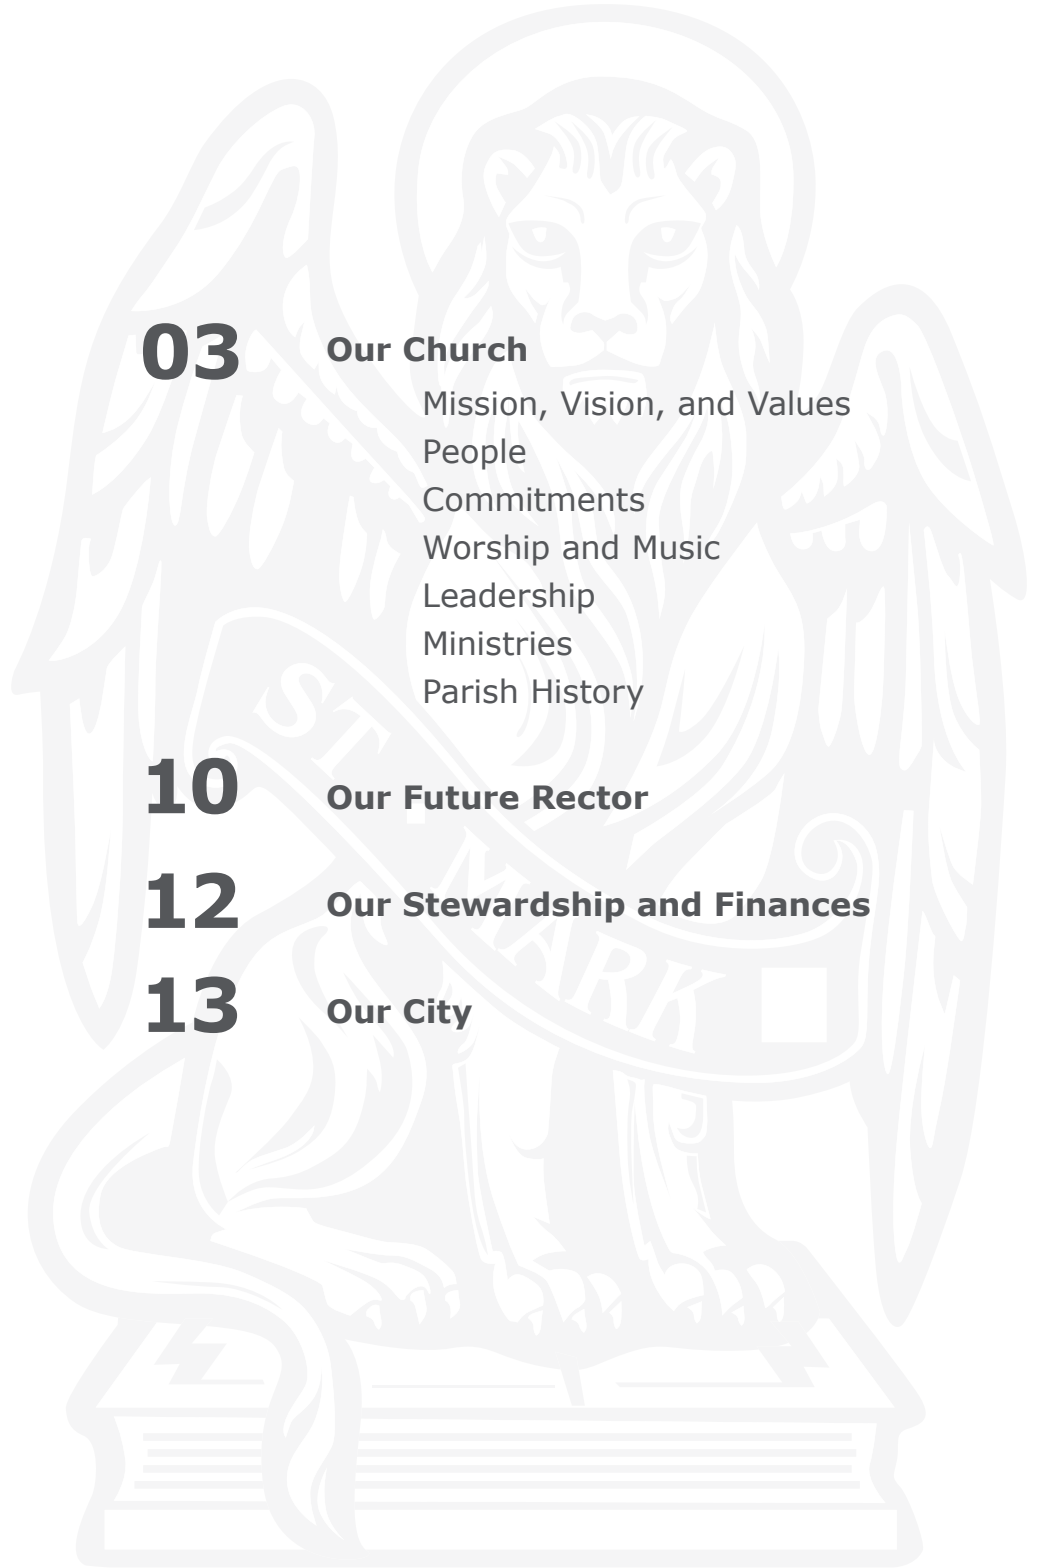 03
Our Church
Mission, Vision, and Values
People
Commitments
Worship and Music
Leadership
Ministries
Parish History
10
Our Future Rector
12
Our Stewardship and Finances
13
Our City
ST. MARK